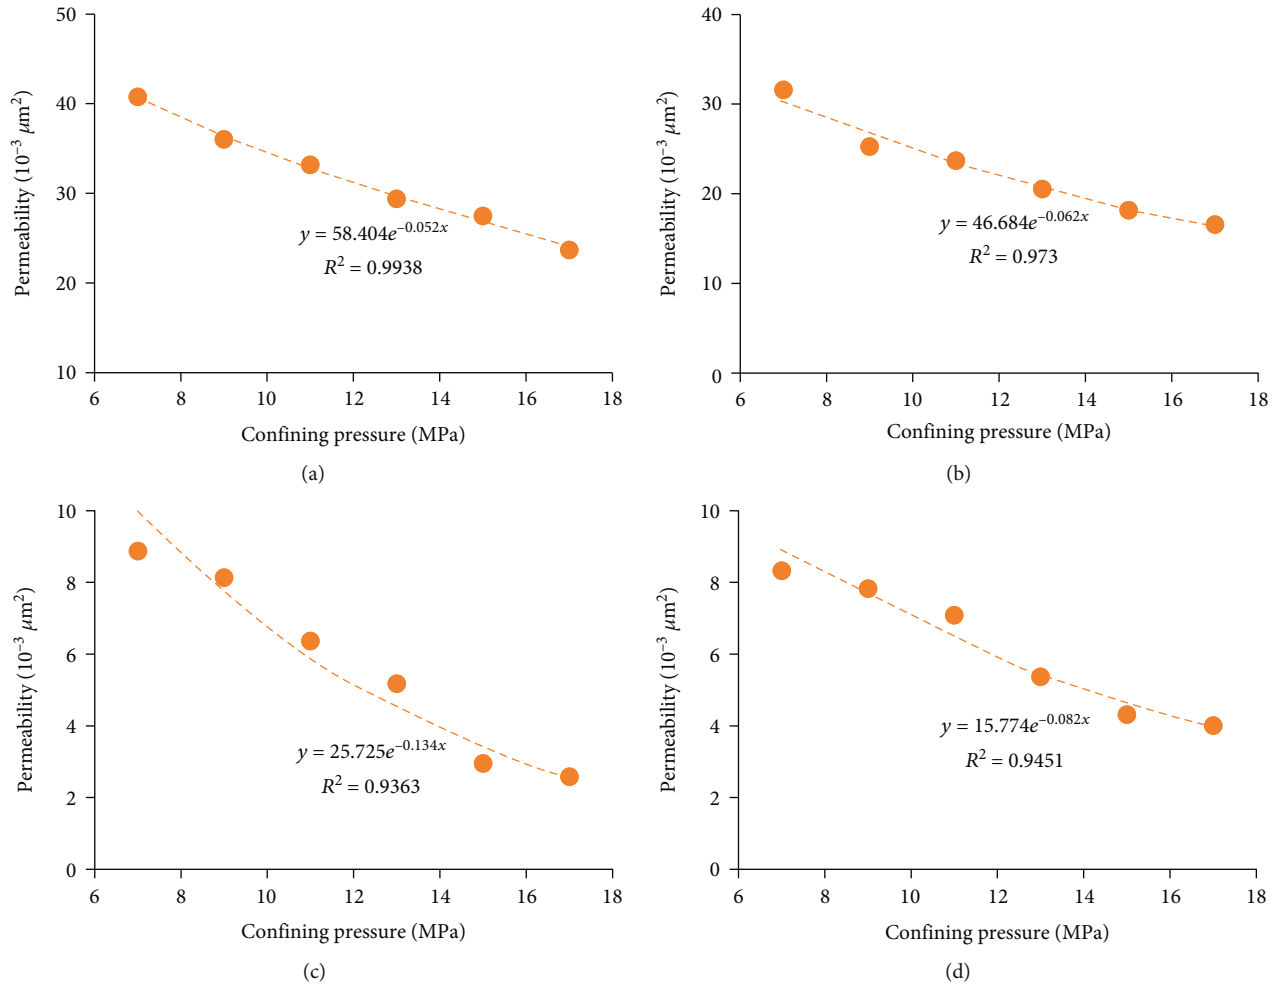 50
40
30
20
10
Permeability (10⁻³ μm²)
y = 58.404e^−0.052x
R² = 0.9938
6 8 10 12 14 16 18
Confining pressure (MPa)
(a)
40
30
20
10
0
Permeability (10⁻³ μm²)
y = 46.684e^−0.062x
R² = 0.973
6 8 10 12 14 16 18
Confining pressure (MPa)
(b)
10
8
6
4
2
0
Permeability (10⁻³ μm²)
y = 25.725e^−0.134x
R² = 0.9363
6 8 10 12 14 16 18
Confining pressure (MPa)
(c)
10
8
6
4
2
0
Permeability (10⁻³ μm²)
y = 15.774e^−0.082x
R² = 0.9451
6 8 10 12 14 16 18
Confining pressure (MPa)
(d)